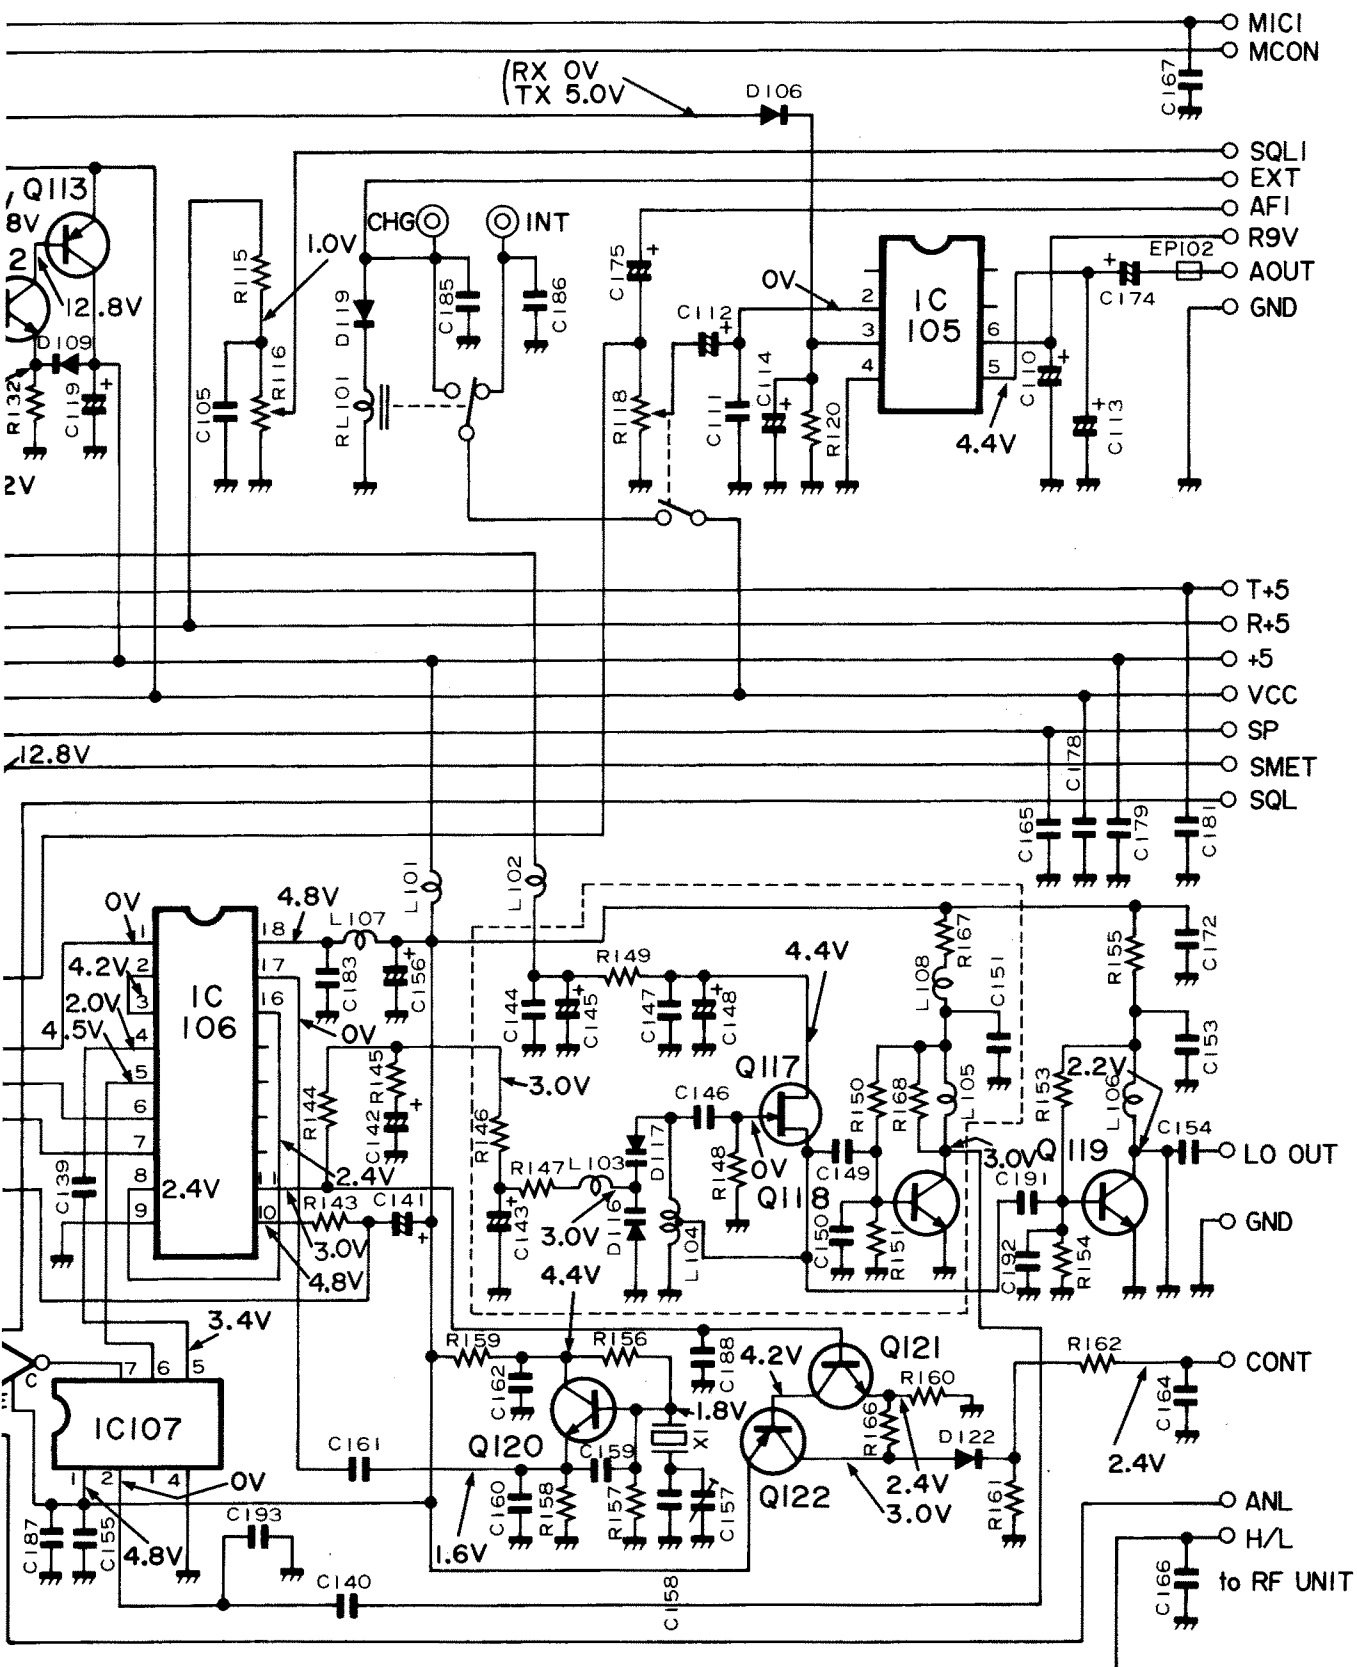 MICI
MCON
C167
(RX 0V
(TX 5.0V
D106
SQLI
EXT
AFI
R9V
EP102
AOUT
C174
GND
Q113
8V
2
12.8V
D109
R132
C119
2V
R115
1.0V
R116
C105
CHG
INT
D119
C185
C186
RL101
C175
C112
R118
C111
C114
R120
0V
IC
105
2
3
4
6
5
4.4V
C110
C113
T+5
R+5
+5
VCC
SP
SMET
SQL
12.8V
C165
C178
C179
C181
L101
L102
0V
4.2V
2.0V
4.5V
IC
106
1
2
3
4
5
6
7
8
9
18
17
16
11
10
2.4V
4.8V
L107
C183
C156
0V
R144
R145
C142
2.4V
R143
C141
3.0V
4.8V
C139
R149
C144
C145
C147
C148
4.4V
Q117
3.0V
R146
R147
L103
C143
3.0V
D117
D116
C146
R148
0V
L104
C149
Q118
C150
R150
R151
R168
L105
L108
R167
C151
3.0V
R155
C172
C153
2.2V
R153
L106
Q119
C154
LO OUT
C191
C192
R154
GND
3.4V
7
6
5
C
IC107
1
2
4
0V
C187
C155
4.8V
C193
C140
C161
R159
4.4V
R156
C162
Q120
C159
C160
R158
R157
1.6V
1.8V
X1
C157
C158
C188
4.2V
Q121
R160
R166
Q122
2.4V
3.0V
D122
R161
R162
CONT
C164
2.4V
ANL
H/L
C166
to RF UNIT